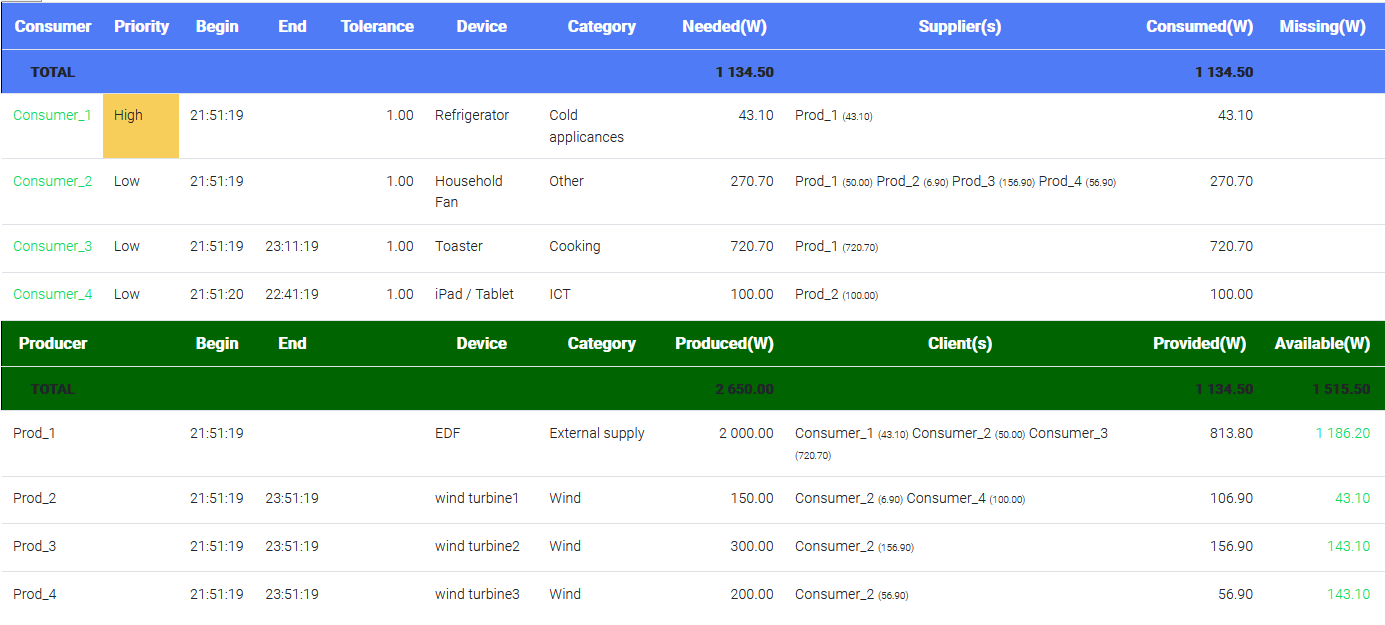 Consumer Priority Begin End Tolerance Device Category Needed(W) Supplier(s) Consumed(W) Missing(W)
TOTAL 1 134.50 1 134.50
Consumer_1 High 21:51:19 1.00 Refrigerator Cold 43.10 Prod_1 (43.10) 43.10
applicances
Consumer_2 Low 21:51:19 1.00 Household Other 270.70 Prod_1 (50.00) Prod_2 (6.90) Prod_3 (156.90) Prod_4 (56.90) 270.70
Fan
Consumer_3 Low 21:51:19 23:11:19 1.00 Toaster Cooking 720.70 Prod_1 (720.70) 720.70
Consumer_4 Low 21:51:20 22:41:19 1.00 iPad / Tablet ICT 100.00 Prod_2 (100.00) 100.00
Producer Begin End Device Category Produced(W) Client(s) Provided(W) Available(W)
TOTAL 2 650.00 1 134.50 1 515.50
Prod_1 21:51:19 EDF External supply 2 000.00 Consumer_1 (43.10) Consumer_2 (50.00) Consumer_3 813.80 1 186.20
(720.70)
Prod_2 21:51:19 23:51:19 wind turbine1 Wind 150.00 Consumer_2 (6.90) Consumer_4 (100.00) 106.90 43.10
Prod_3 21:51:19 23:51:19 wind turbine2 Wind 300.00 Consumer_2 (156.90) 156.90 143.10
Prod_4 21:51:19 23:51:19 wind turbine3 Wind 200.00 Consumer_2 (56.90) 56.90 143.10